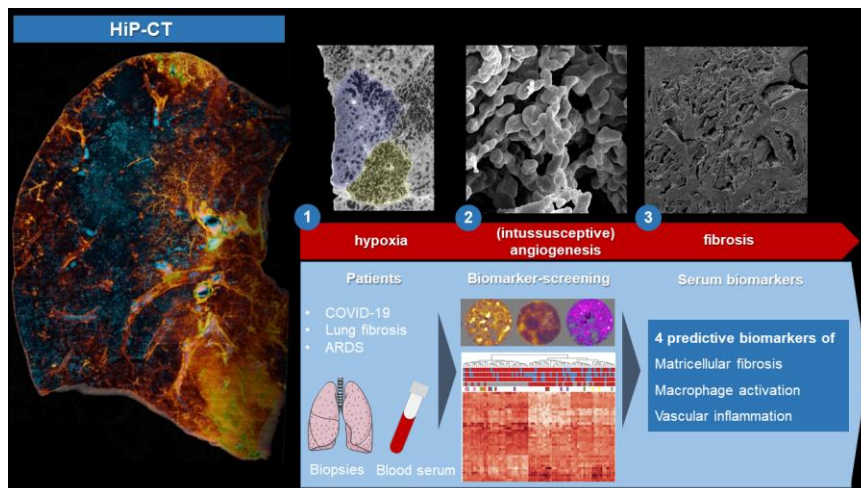 HiP-CT
1
2
3
hypoxia
(intussusceptive)
angiogenesis
fibrosis
Patients
• COVID-19
• Lung fibrosis
• ARDS
Biopsies
Blood serum
Biomarker-screening
Serum biomarkers
4 predictive biomarkers of
Matricellular fibrosis
Macrophage activation
Vascular inflammation